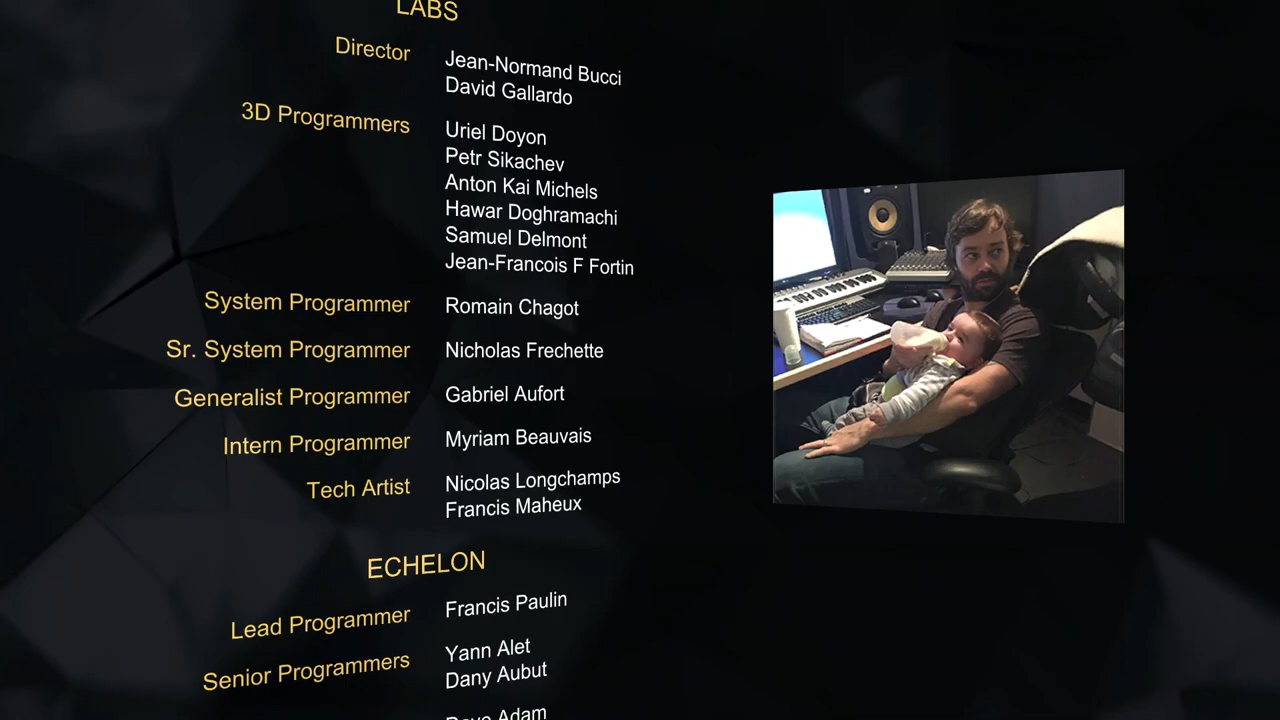 LABS
Director
Jean-Normand Bucci
David Gallardo
3D Programmers
Uriel Doyon
Petr Sikachev
Anton Kai Michels
Hawar Doghramachi
Samuel Delmont
Jean-Francois F Fortin
System Programmer
Romain Chagot
Sr. System Programmer
Nicholas Frechette
Generalist Programmer
Gabriel Aufort
Intern Programmer
Myriam Beauvais
Tech Artist
Nicolas Longchamps
Francis Maheux
ECHELON
Lead Programmer
Francis Paulin
Senior Programmers
Yann Alet
Dany Aubut
Adam